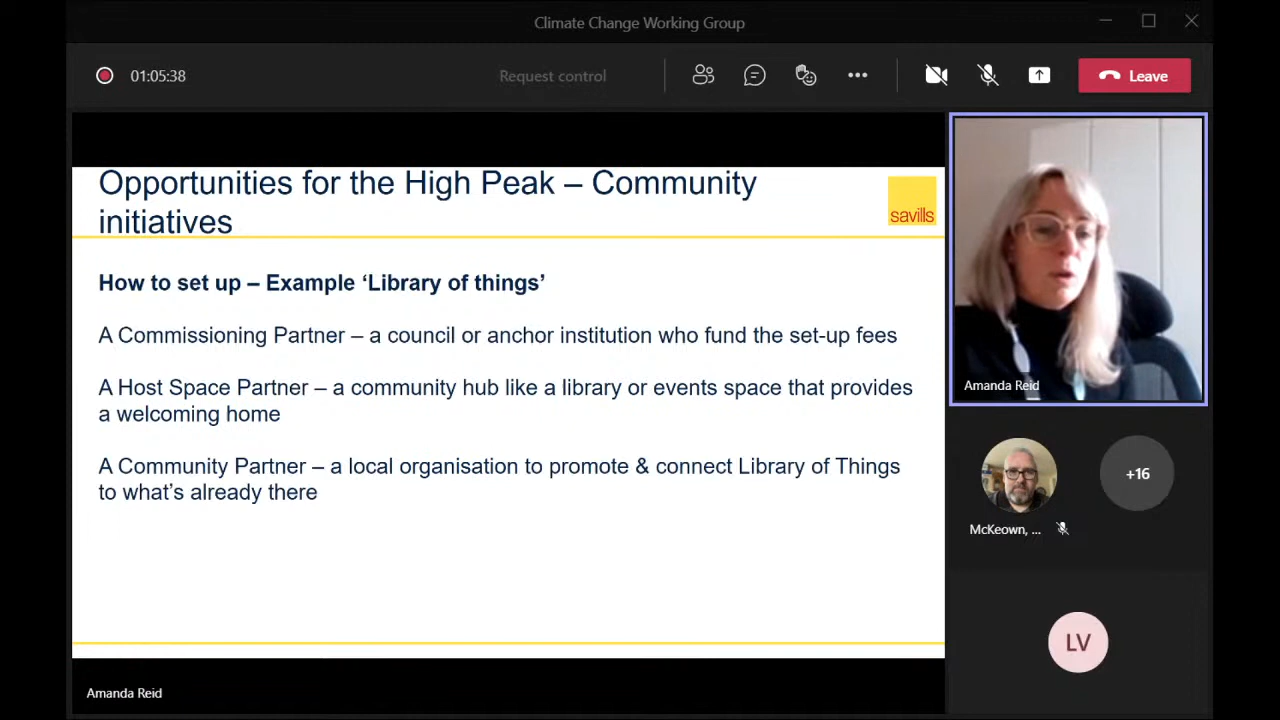 Climate Change Working Group
01:05:38
Request control
Leave
Opportunities for the High Peak – Community
initiatives
savills
How to set up – Example ‘Library of things’
A Commissioning Partner – a council or anchor institution who fund the set-up fees
A Host Space Partner – a community hub like a library or events space that provides
a welcoming home
A Community Partner – a local organisation to promote & connect Library of Things
to what’s already there
Amanda Reid
Amanda Reid
McKeown, ...
+16
LV